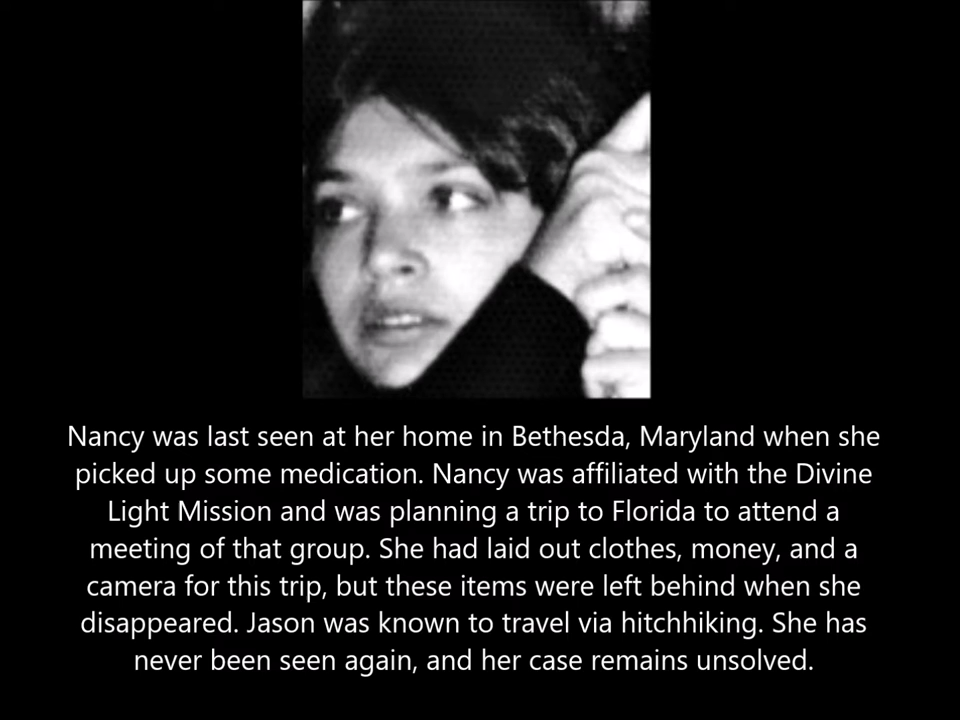 Nancy was last seen at her home in Bethesda, Maryland when she
picked up some medication. Nancy was affiliated with the Divine
Light Mission and was planning a trip to Florida to attend a
meeting of that group. She had laid out clothes, money, and a
camera for this trip, but these items were left behind when she
disappeared. Jason was known to travel via hitchhiking. She has
never been seen again, and her case remains unsolved.